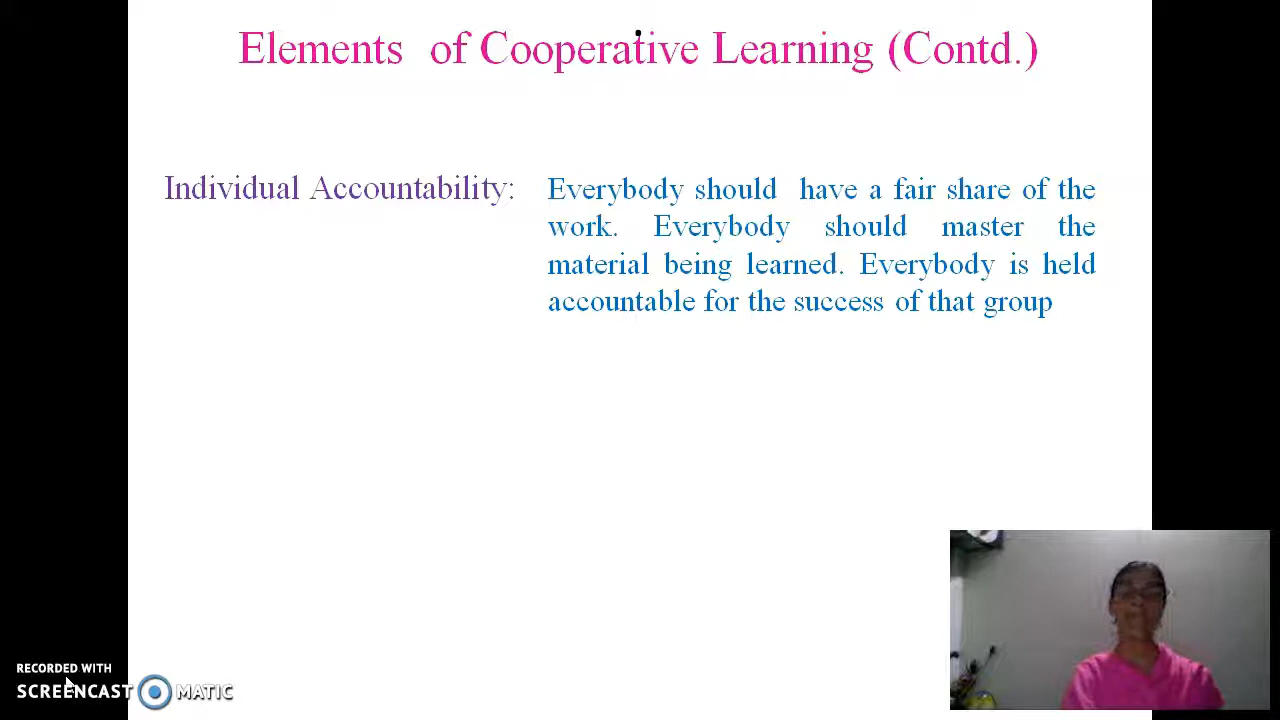 Elements of Cooperative Learning (Contd.)
Individual Accountability: Everybody should have a fair share of the
work. Everybody should master the
material being learned. Everybody is held
accountable for the success of that group
RECORDED WITH
SCREENCAST MATIC